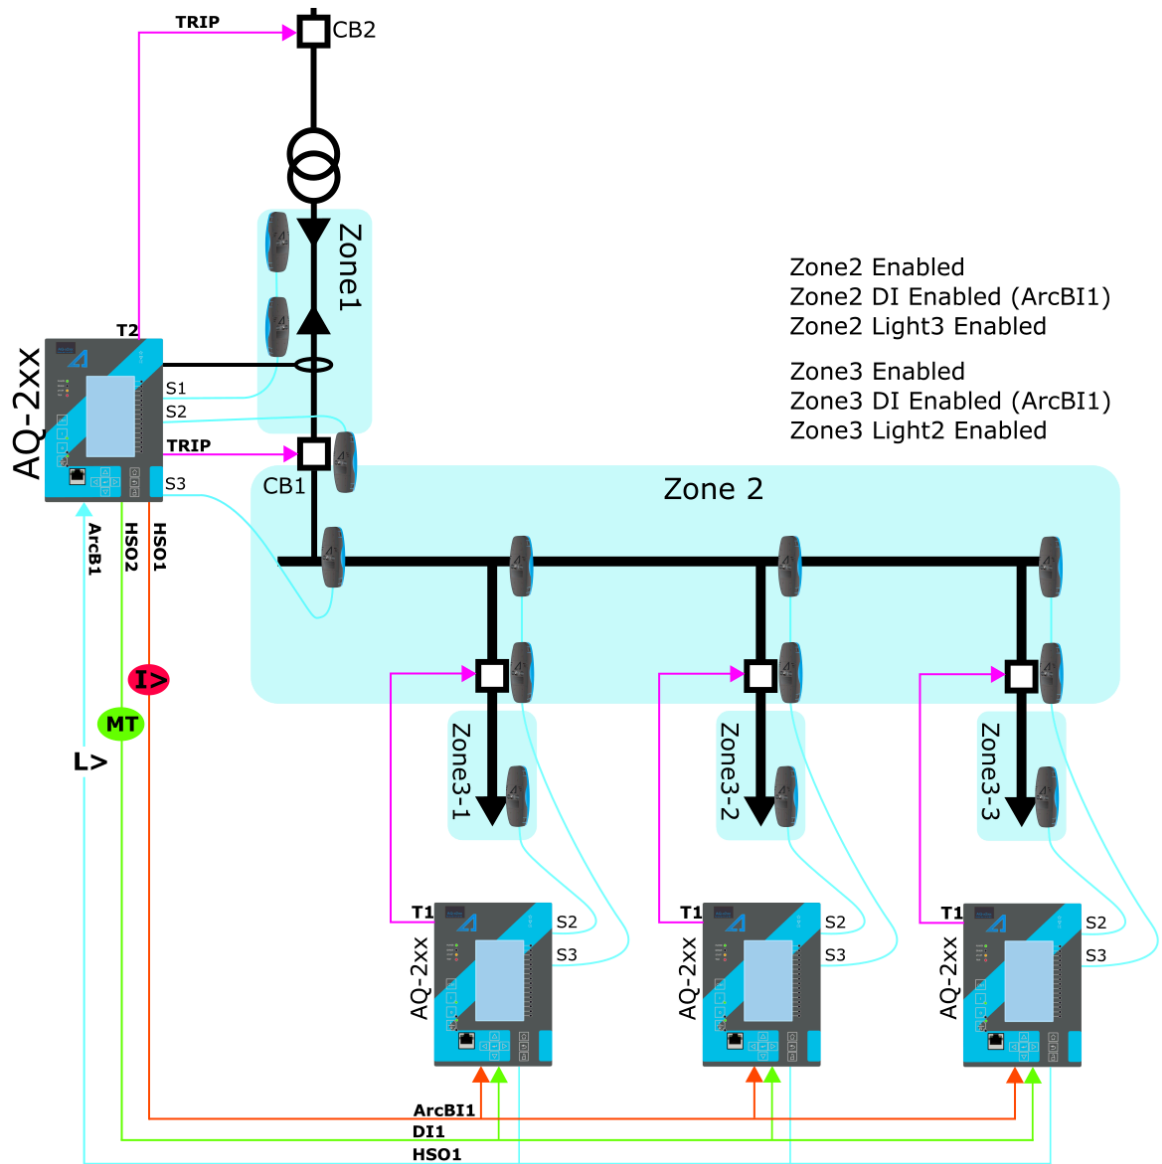 TRIP
CB2
Zone1
Zone2 Enabled
Zone2 DI Enabled (ArcBI1)
Zone2 Light3 Enabled
Zone3 Enabled
Zone3 DI Enabled (ArcBI1)
Zone3 Light2 Enabled
T2
AQ-2xx
S1
S2
TRIP
S3
CB1
Zone 2
ArcB1
HSO2
HSO1
I>
MT
L>
Zone3-1
Zone3-2
Zone3-3
T1
S2
S3
AQ-2xx
T1
S2
S3
AQ-2xx
T1
S2
S3
AQ-2xx
ArcBI1
DI1
HSO1